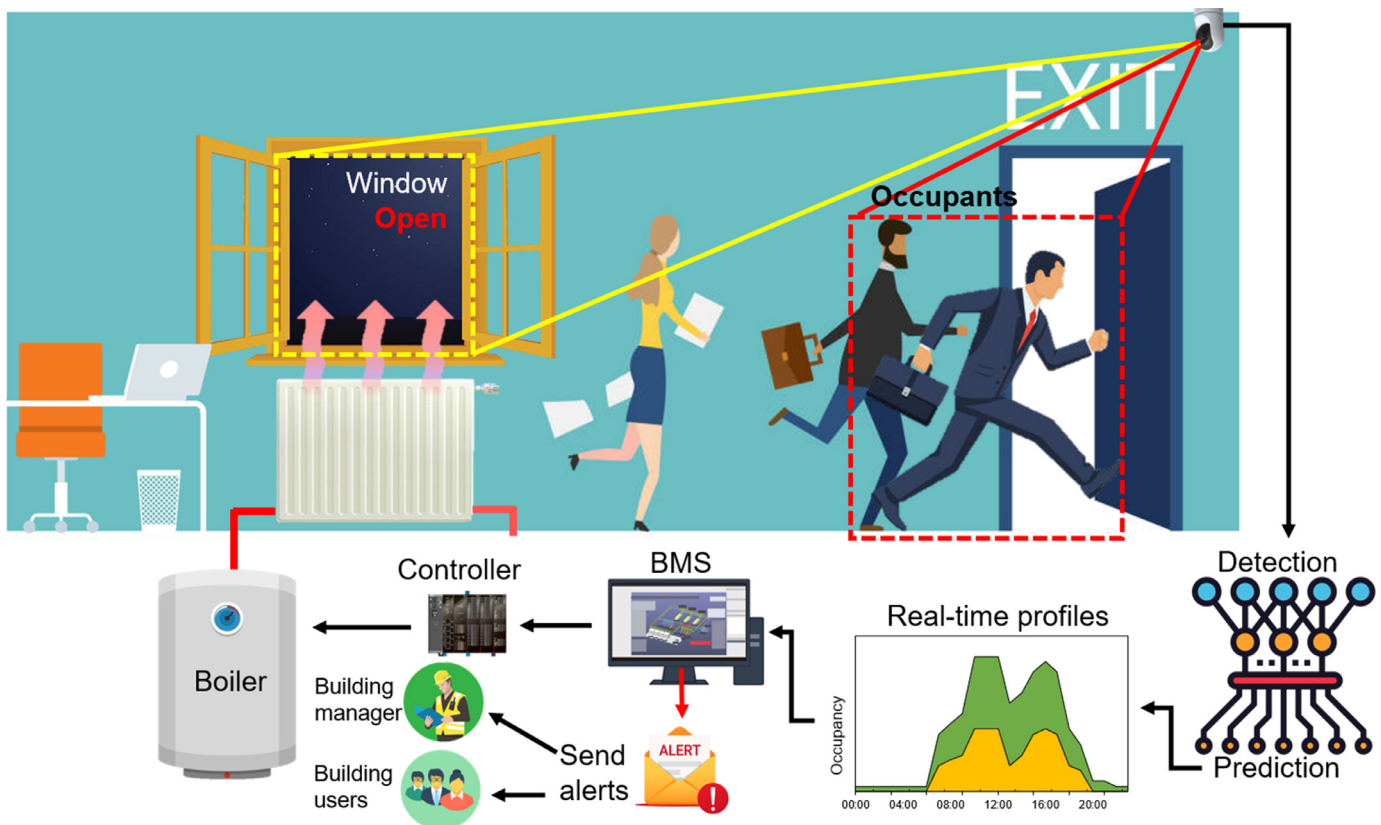 EXIT
Window
Open
Occupants
Detection
Controller
BMS
Real-time profiles
Boiler
Building
manager
ALERT
Occupancy
Send
alerts
Building
users
Prediction
00:00 04:00 08:00 12:00 16:00 20:00